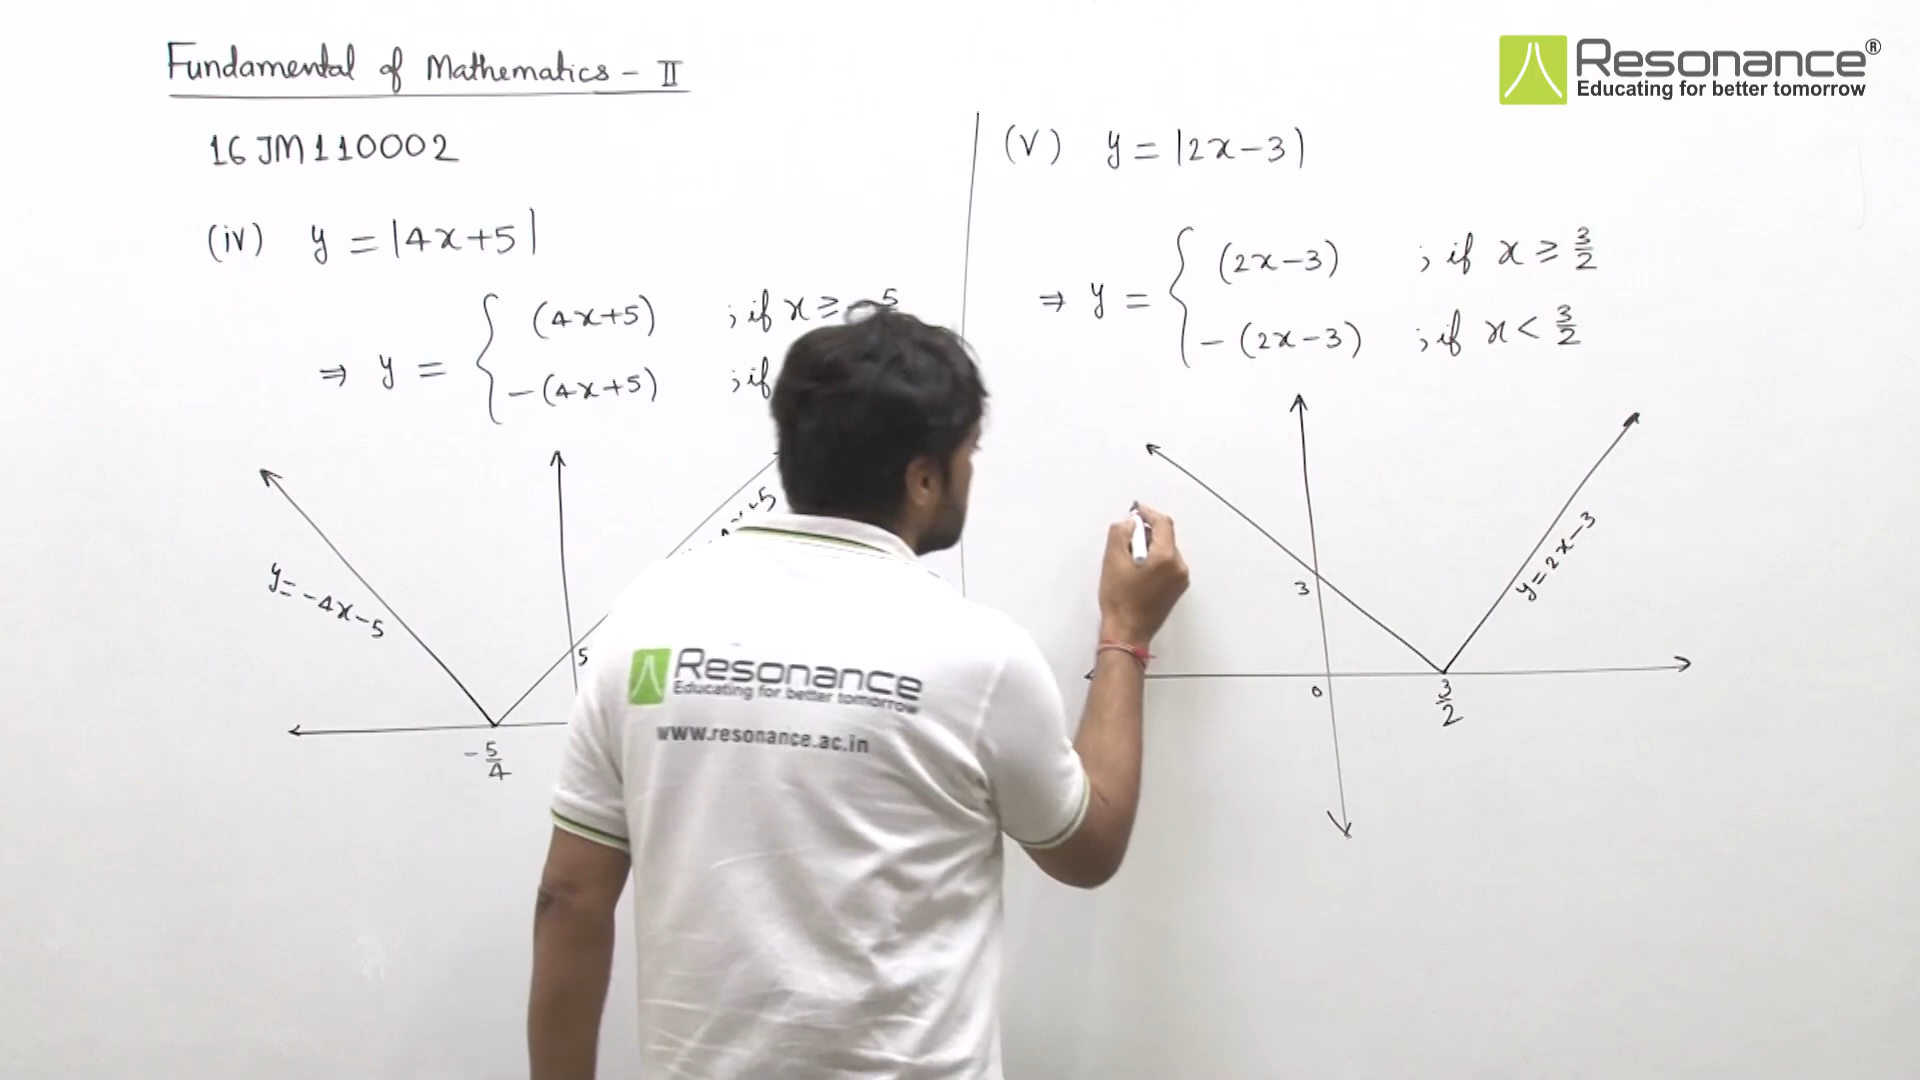 Fundamental of Mathematics - II
16JM110002
(iv) y = |4x+5|
⇒ y = { (4x+5) ; if x ≥ - 5
-(4x+5) ; if
y = -4x-5
5
-5/4
Resonance®
Educating for better tomorrow
(V) y = |2x-3|
⇒ y = { (2x-3) ; if x ≥ 3/2
-(2x-3) ; if x < 3/2
y = 2x-3
3
0
3/2
Resonance
Educating for better tomorrow
www.resonance.ac.in